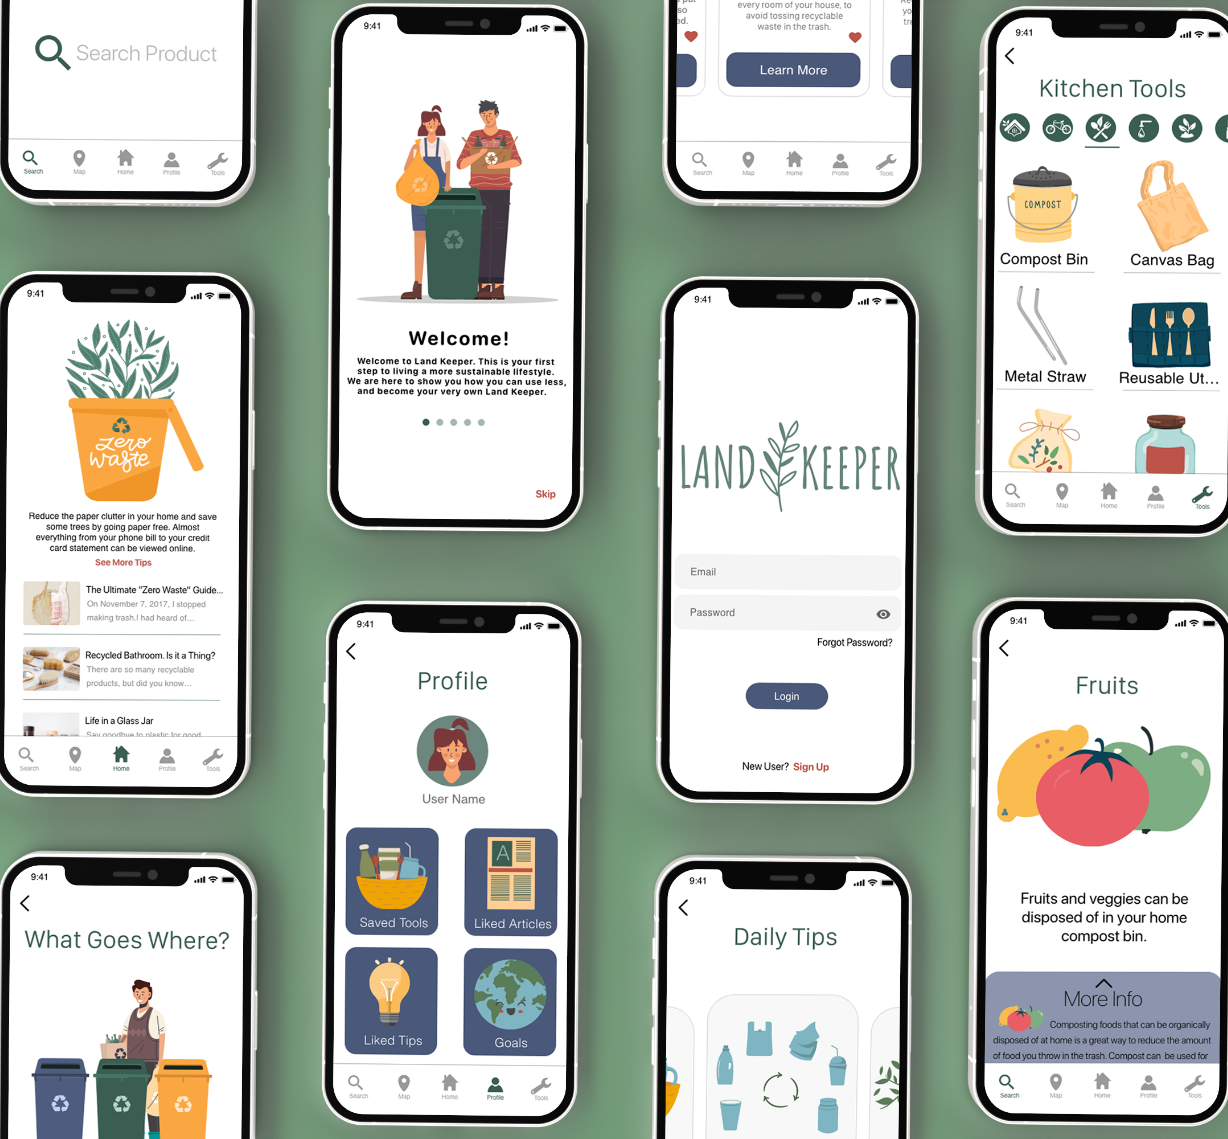 Search Product
Search
Map
Home
Profile
Tools
9:41
Welcome!
Welcome to Land Keeper. This is your first
step to living a more sustainable lifestyle.
We are here to show you how you can use less,
and become your very own Land Keeper.
Skip
so
ed.
every room of your house, to
avoid tossing recyclable
waste in the trash.
Learn More
Re
yo
tr
Search
Map
Home
Profile
Tools
9:41
Kitchen Tools
COMPOST
Compost Bin
Canvas Bag
Metal Straw
Reusable Ut...
Search
Map
Home
Profile
Tools
9:41
zero
waste
Reduce the paper clutter in your home and save
some trees by going paper free. Almost
everything from your phone bill to your credit
card statement can be viewed online.
See More Tips
The Ultimate "Zero Waste" Guide...
On November 7, 2017, I stopped
making trash.I had heard of...
Recycled Bathroom. Is it a Thing?
There are so many recyclable
products, but did you know...
Life in a Glass Jar
Say goodbye to plastic for good
Search
Map
Home
Profile
Tools
9:41
LAND KEEPER
Email
Password
Forgot Password?
Login
New User? Sign Up
9:41
Profile
User Name
Saved Tools
A
Liked Articles
Liked Tips
Goals
Search
Map
Home
Profile
Tools
9:41
Fruits
Fruits and veggies can be
disposed of in your home
compost bin.
More Info
Composting foods that can be organically
disposed of at home is a great way to reduce the amount
of food you throw in the trash. Compost can be used for
Search
Map
Home
Profile
Tools
9:41
What Goes Where?
9:41
Daily Tips